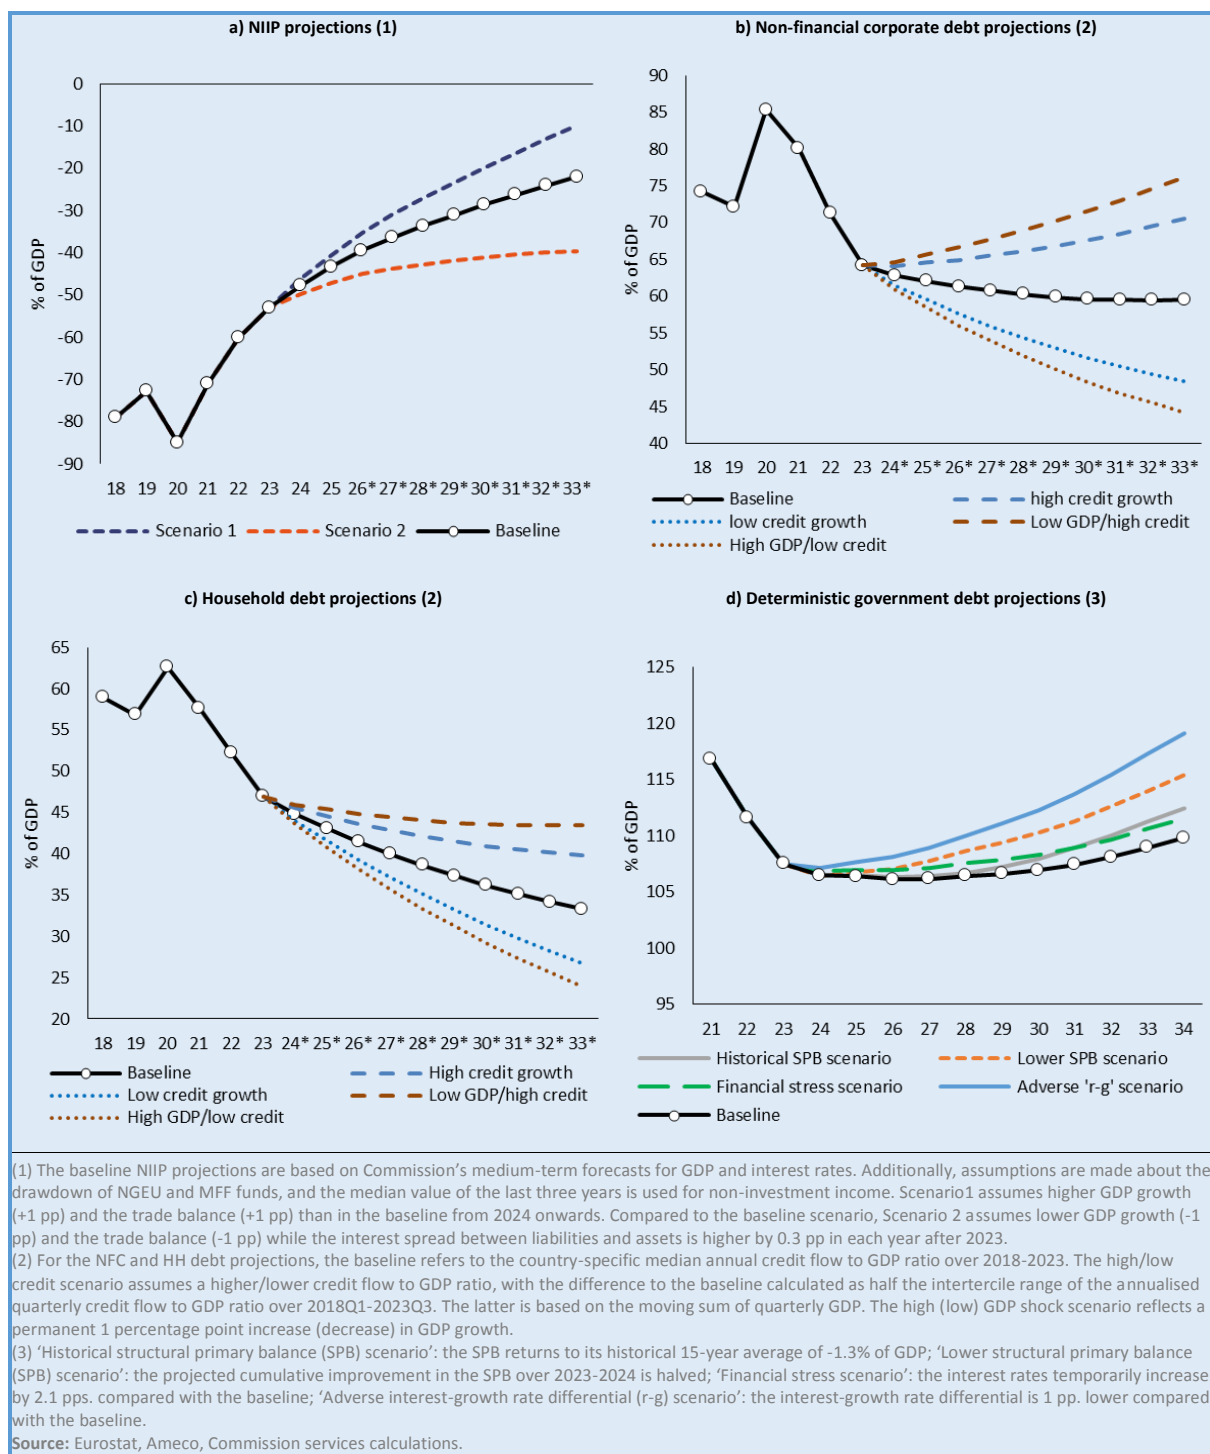 a) NIIP projections (1)
0
-10
-20
-30
-40
-50
-60
-70
-80
-90
% of GDP
18 19 20 21 22 23 24 25* 26* 27* 28* 29* 30* 31* 32* 33*
Scenario 1 Scenario 2 Baseline
b) Non-financial corporate debt projections (2)
90
85
80
75
70
65
60
55
50
45
40
% of GDP
18 19 20 21 22 23 24* 25* 26* 27* 28* 29* 30* 31* 32* 33*
Baseline high credit growth
low credit growth Low GDP/high credit
High GDP/low credit
c) Household debt projections (2)
65
60
55
50
45
40
35
30
25
20
% of GDP
18 19 20 21 22 23 24* 25* 26* 27* 28* 29* 30* 31* 32* 33*
Baseline High credit growth
Low credit growth Low GDP/high credit
High GDP/low credit
d) Deterministic government debt projections (3)
125
120
115
110
105
100
95
% of GDP
21 22 23 24 25 26 27 28 29 30 31 32 33 34
Historical SPB scenario Lower SPB scenario
Financial stress scenario Adverse 'r-g' scenario
Baseline
(1) The baseline NIIP projections are based on Commission’s medium-term forecasts for GDP and interest rates. Additionally, assumptions are made about the
drawdown of NGEU and MFF funds, and the median value of the last three years is used for non-investment income. Scenario1 assumes higher GDP growth
(+1 pp) and the trade balance (+1 pp) than in the baseline from 2024 onwards. Compared to the baseline scenario, Scenario 2 assumes lower GDP growth (-1
pp) and the trade balance (-1 pp) while the interest spread between liabilities and assets is higher by 0.3 pp in each year after 2023.
(2) For the NFC and HH debt projections, the baseline refers to the country-specific median annual credit flow to GDP ratio over 2018-2023. The high/low
credit scenario assumes a higher/lower credit flow to GDP ratio, with the difference to the baseline calculated as half the intertercile range of the annualised
quarterly credit flow to GDP ratio over 2018Q1-2023Q3. The latter is based on the moving sum of quarterly GDP. The high (low) GDP shock scenario reflects a
permanent 1 percentage point increase (decrease) in GDP growth.
(3) ‘Historical structural primary balance (SPB) scenario’: the SPB returns to its historical 15-year average of -1.3% of GDP; ‘Lower structural primary balance
(SPB) scenario’: the projected cumulative improvement in the SPB over 2023-2024 is halved; ‘Financial stress scenario’: the interest rates temporarily increase
by 2.1 pps. compared with the baseline; ‘Adverse interest-growth rate differential (r-g) scenario’: the interest-growth rate differential is 1 pp. lower compared
with the baseline.
Source: Eurostat, Ameco, Commission services calculations.